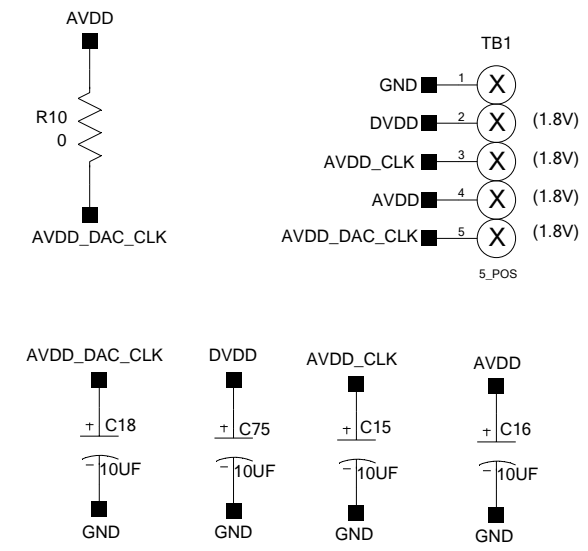 AVDD
R10
0
AVDD_DAC_CLK
TB1
GND 1 X
DVDD 2 X (1.8V)
AVDD_CLK 3 X (1.8V)
AVDD 4 X (1.8V)
AVDD_DAC_CLK 5 X (1.8V)
5_POS
AVDD_DAC_CLK DVDD AVDD_CLK AVDD
+ C18 + C75 + C15 + C16
− 10UF − 10UF − 10UF − 10UF
GND GND GND GND